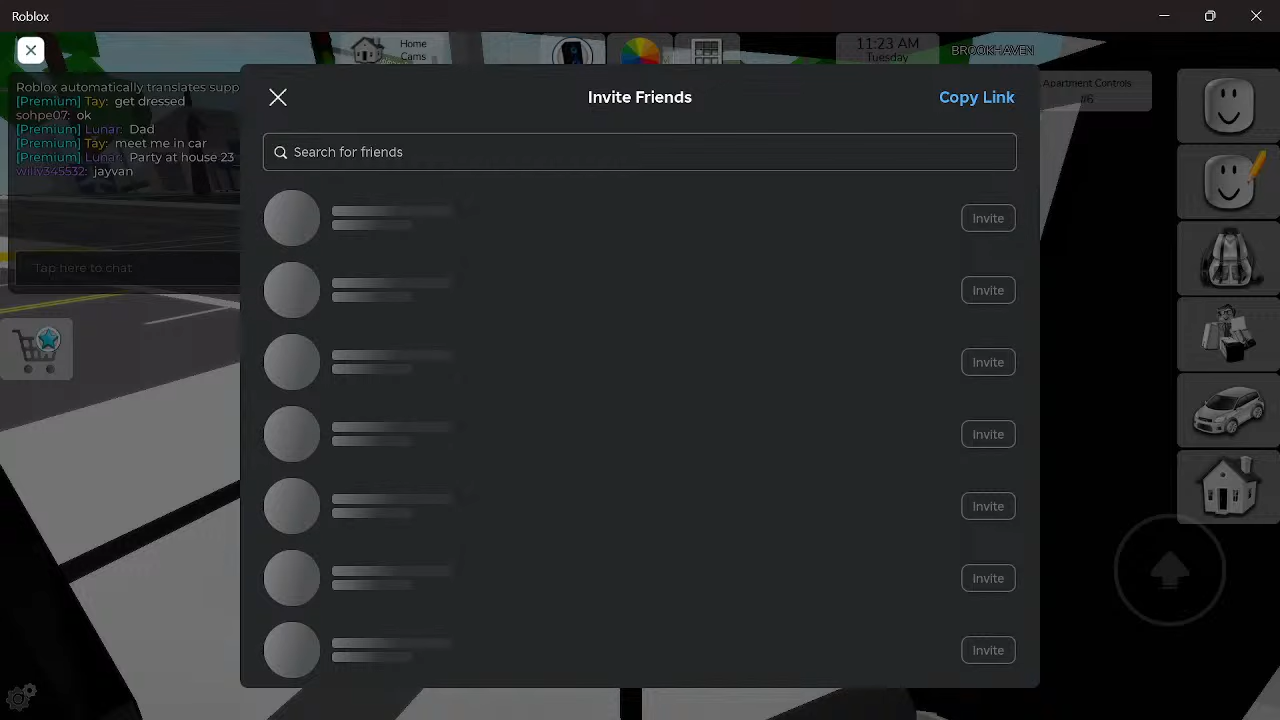 Roblox
Home
Cams
11:23 AM
Tuesday
BROOKHAVEN
Roblox automatically translates supp
[Premium] Tay: get dressed
sohpe07: ok
[Premium] Lunar: Dad
[Premium] Tay: meet me in car
[Premium] Lunar: Party at house 23
willy345532: jayvan
Tap here to chat
Invite Friends
Copy Link
Search for friends
Invite
Invite
Invite
Invite
Invite
Invite
Invite
Apartment Controls
#6